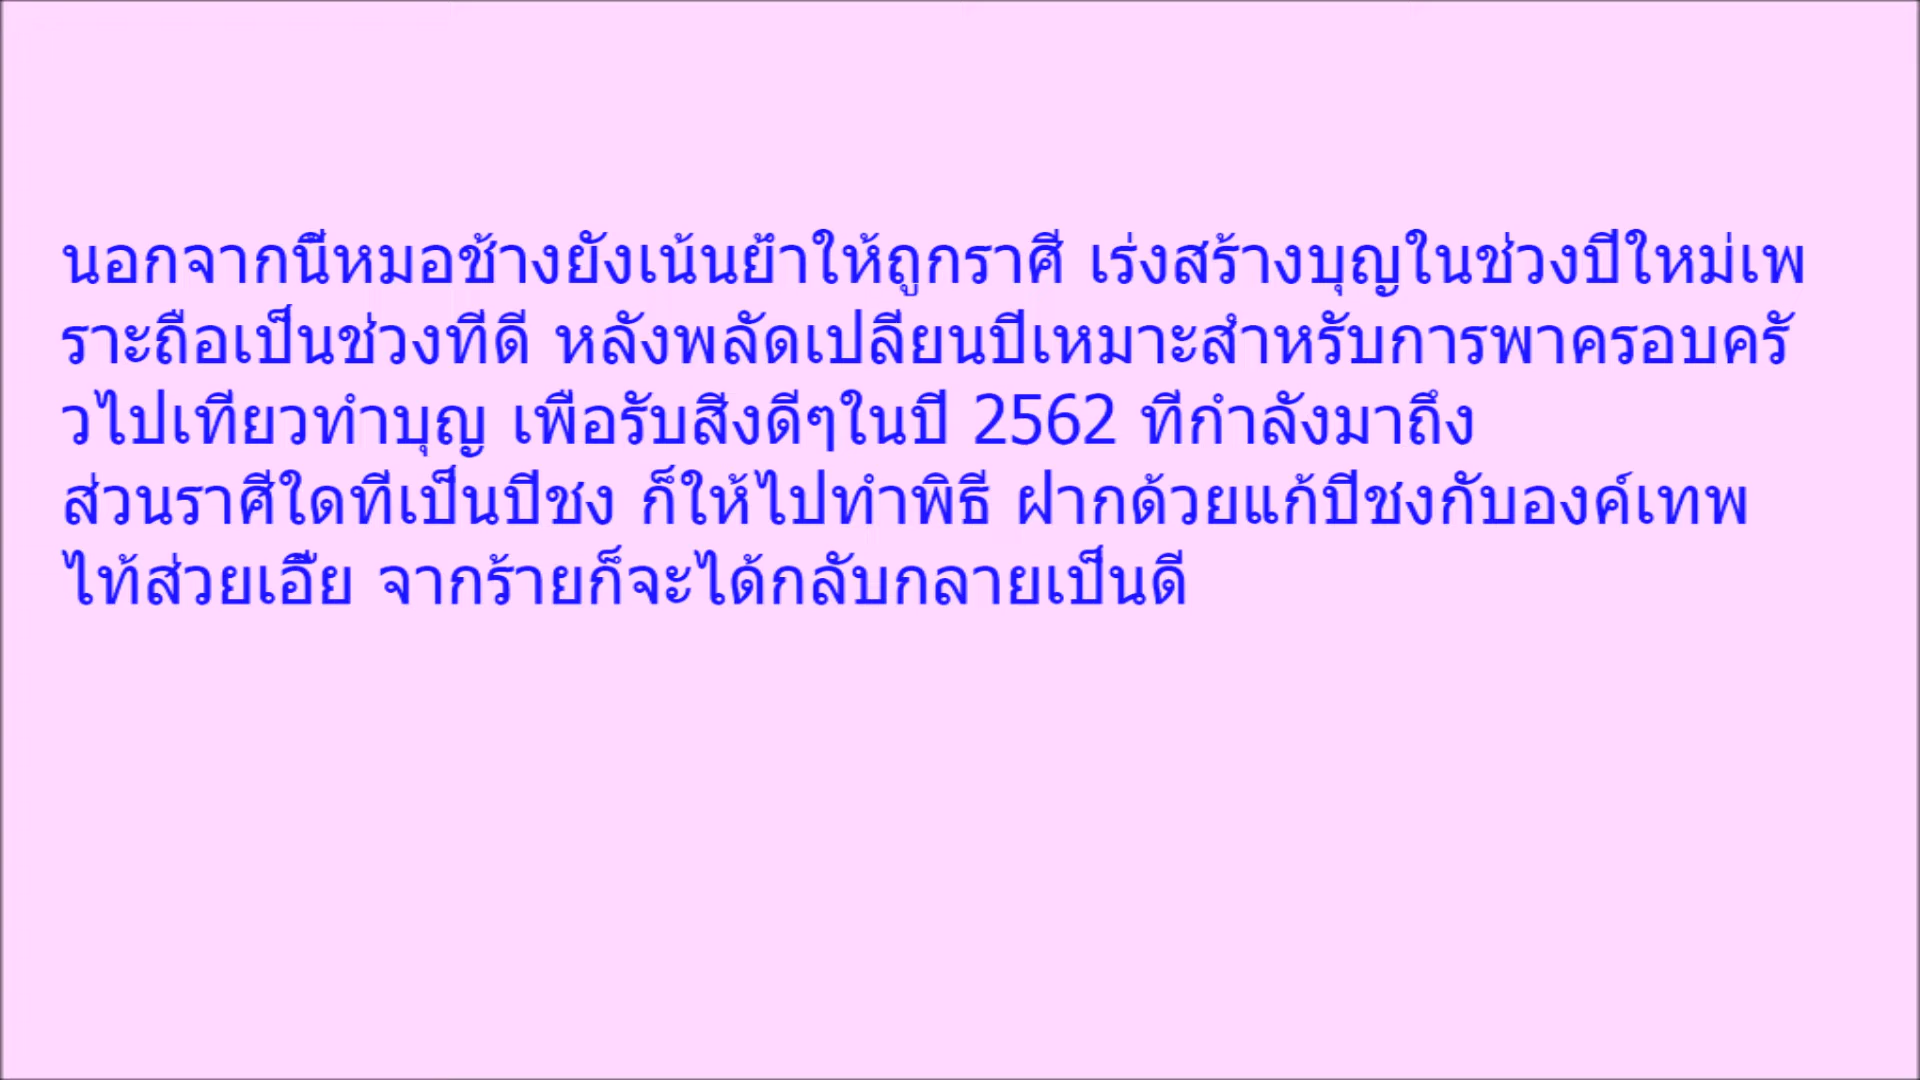 นอกจากนี้หมอช้างยังเน้นย้ำให้ถูกราศี เร่งสร้างบุญในช่วงปีใหม่เพ
ราะถือเป็นช่วงที่ดี หลังพลัดเปลี่ยนปีเหมาะสำหรับการพาครอบครั
วไปเที่ยวทำบุญ เพื่อรับสิ่งดีๆในปี 2562 ที่กำลังมาถึง
ส่วนราศีใดที่เป็นปีชง ก็ให้ไปทำพิธี ฝากด้วยแก้ปีชงกับองค์เทพ
ไท้ส่วยเอี๊ย จากร้ายก็จะได้กลับกลายเป็นดี